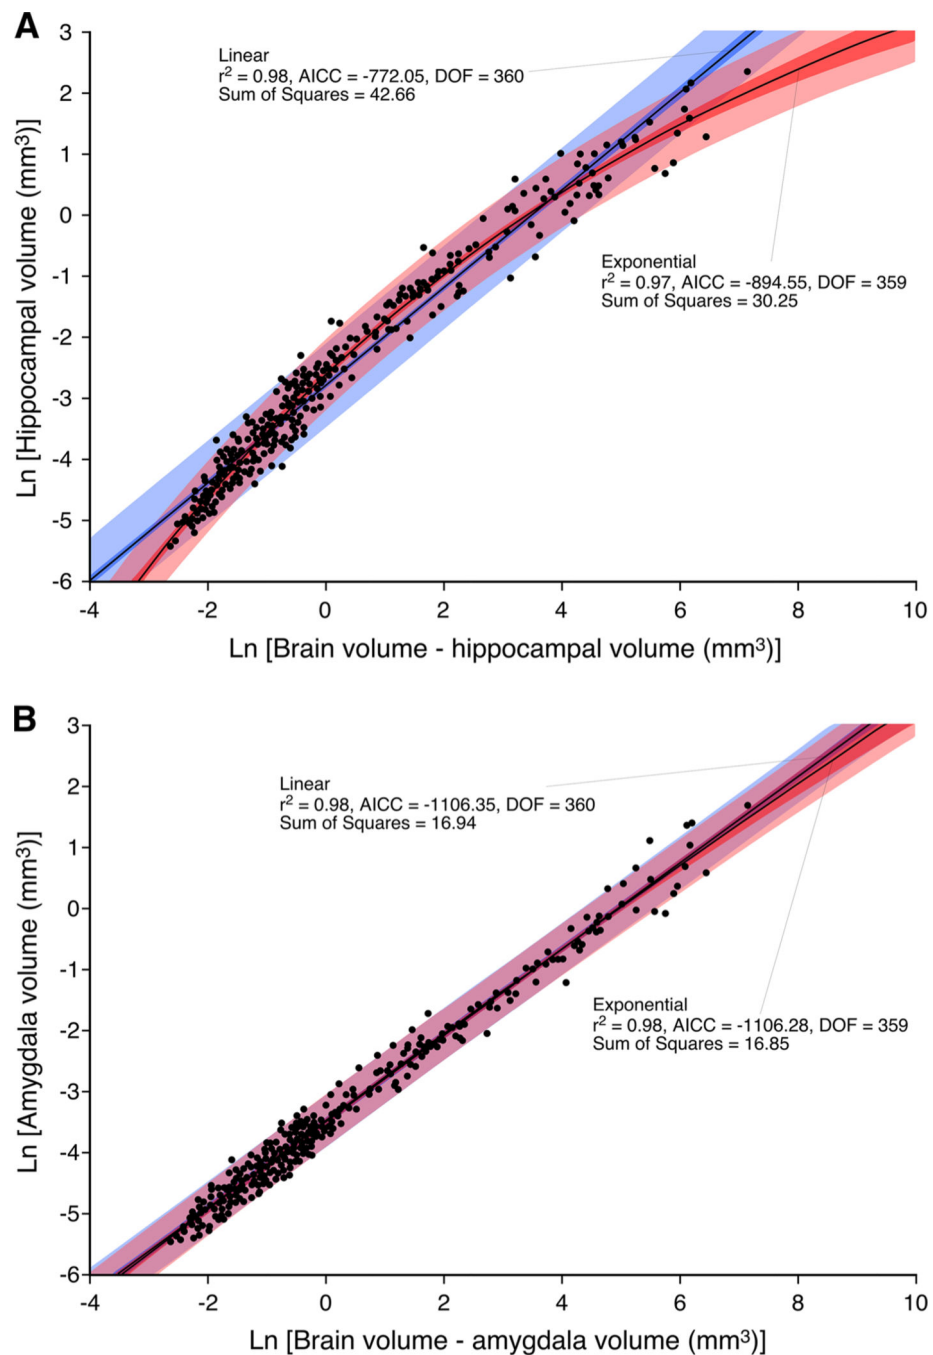 A
3
2
1
0
-1
-2
-3
-4
-5
-6
Ln [Hippocampal volume (mm³)]
Linear
r² = 0.98, AICC = -772.05, DOF = 360
Sum of Squares = 42.66
Exponential
r² = 0.97, AICC = -894.55, DOF = 359
Sum of Squares = 30.25
-4 -2 0 2 4 6 8 10
Ln [Brain volume - hippocampal volume (mm³)]
B
3
2
1
0
-1
-2
-3
-4
-5
-6
Ln [Amygdala volume (mm³)]
Linear
r² = 0.98, AICC = -1106.35, DOF = 360
Sum of Squares = 16.94
Exponential
r² = 0.98, AICC = -1106.28, DOF = 359
Sum of Squares = 16.85
-4 -2 0 2 4 6 8 10
Ln [Brain volume - amygdala volume (mm³)]